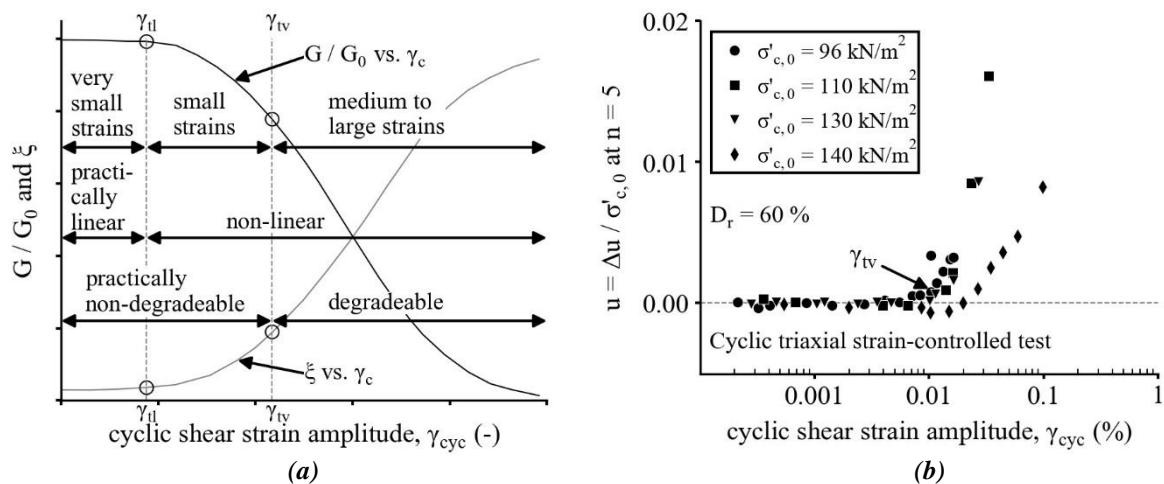 γtl
γtv
G / G0 vs. γc
very
small
strains
small
strains
medium to
large strains
practi-
cally
linear
non-linear
practically
non-degradeable
degradeable
ξ vs. γc
γtl
γtv
G / G0 and ξ
cyclic shear strain amplitude, γcyc (-)
(a)
0.02
0.01
0.00
u = Δu / σ'c,0 at n = 5
σ'c,0 = 96 kN/m²
σ'c,0 = 110 kN/m²
σ'c,0 = 130 kN/m²
σ'c,0 = 140 kN/m²
Dr = 60 %
γtv
Cyclic triaxial strain-controlled test
0.001
0.01
0.1
1
cyclic shear strain amplitude, γcyc (%)
(b)